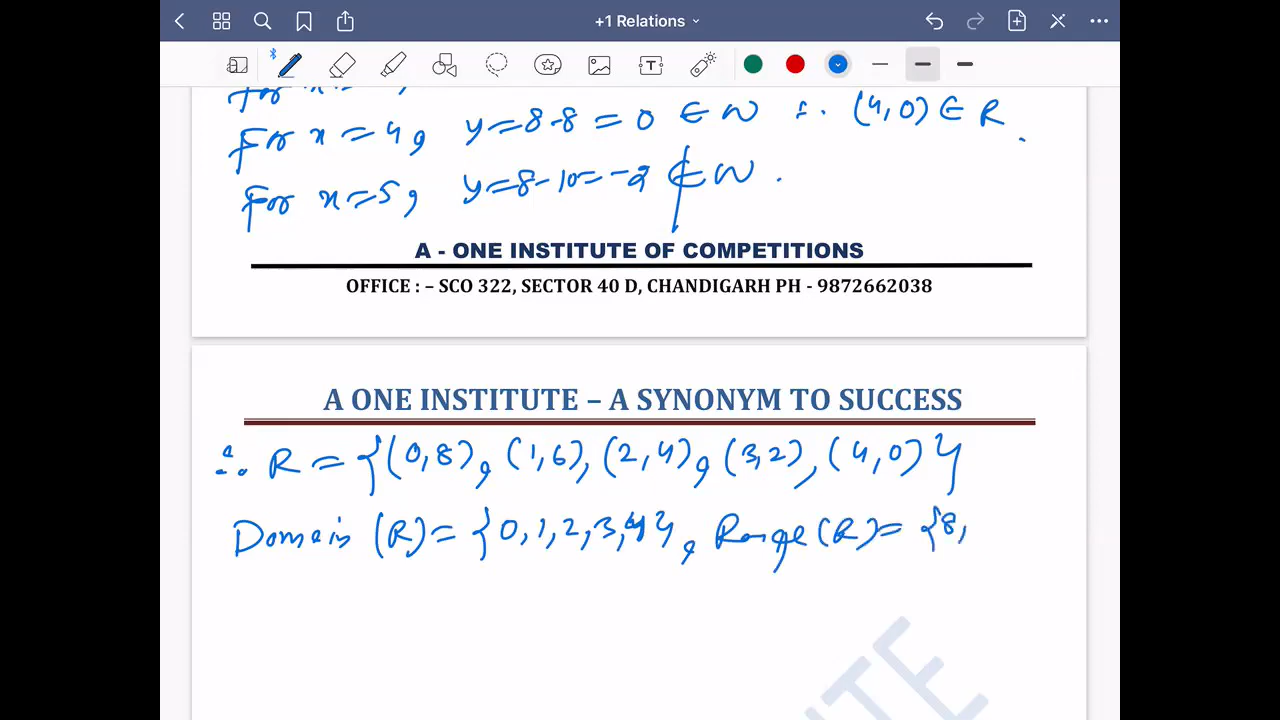 +1 Relations
For x =
For x = 4, y = 8-8 = 0 ∈ W ∴ (4,0) ∈ R.
For x = 5, y = 8-10 = -2 ∉ W.
A - ONE INSTITUTE OF COMPETITIONS
OFFICE : – SCO 322, SECTOR 40 D, CHANDIGARH PH - 9872662038
A ONE INSTITUTE – A SYNONYM TO SUCCESS
∴ R = {(0,8), (1,6), (2,4), (3,2), (4,0)}
Domain (R) = {0,1,2,3,4}, Range (R) = {8,